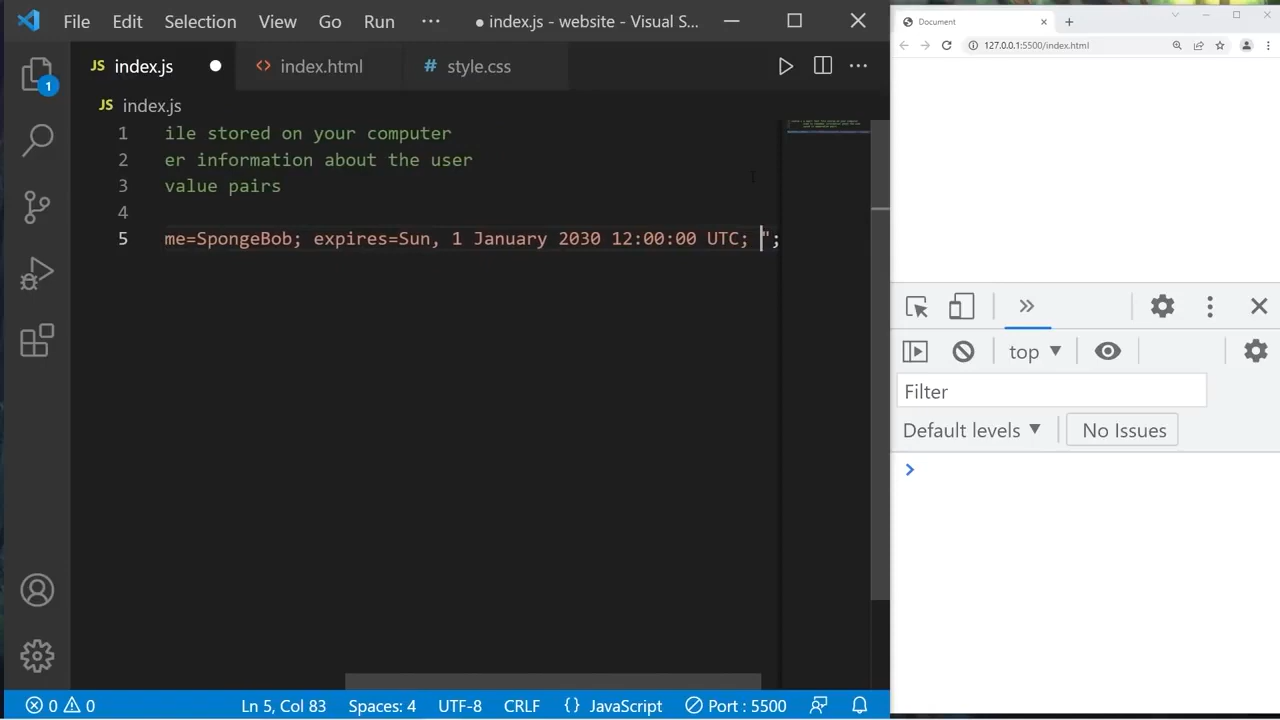 File Edit Selection View Go Run ··· ● index.js - website - Visual S...
JS index.js ● <> index.html # style.css ···
1
JS index.js
1 ile stored on your computer
2 er information about the user
3 value pairs
4
5 me=SpongeBob; expires=Sun, 1 January 2030 12:00:00 UTC; ";
0 0 Ln 5, Col 83 Spaces: 4 UTF-8 CRLF {} JavaScript Port : 5500
Document
127.0.0.1:5500/index.html
top
Filter
Default levels No Issues